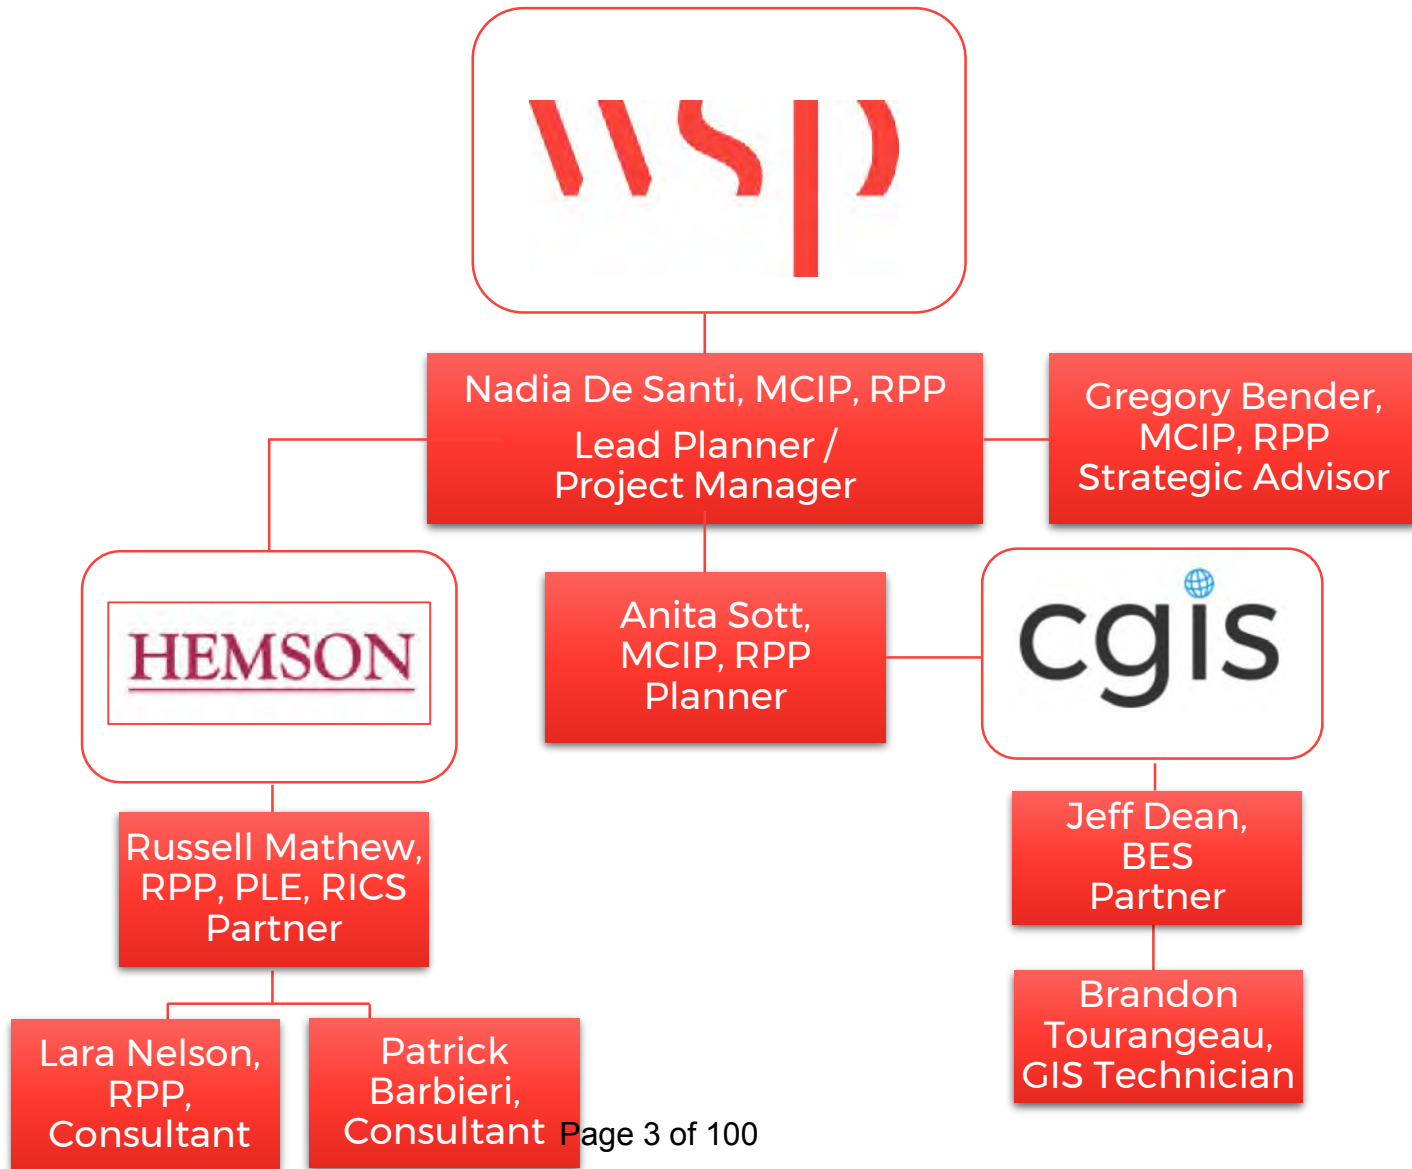 wsp
Nadia De Santi, MCIP, RPP
Lead Planner /
Project Manager
Gregory Bender,
MCIP, RPP
Strategic Advisor
HEMSON
Anita Sott,
MCIP, RPP
Planner
cgis
Russell Mathew,
RPP, PLE, RICS
Partner
Jeff Dean,
BES
Partner
Lara Nelson,
RPP,
Consultant
Patrick
Barbieri,
Consultant
Brandon
Tourangeau,
GIS Technician
Page 3 of 100